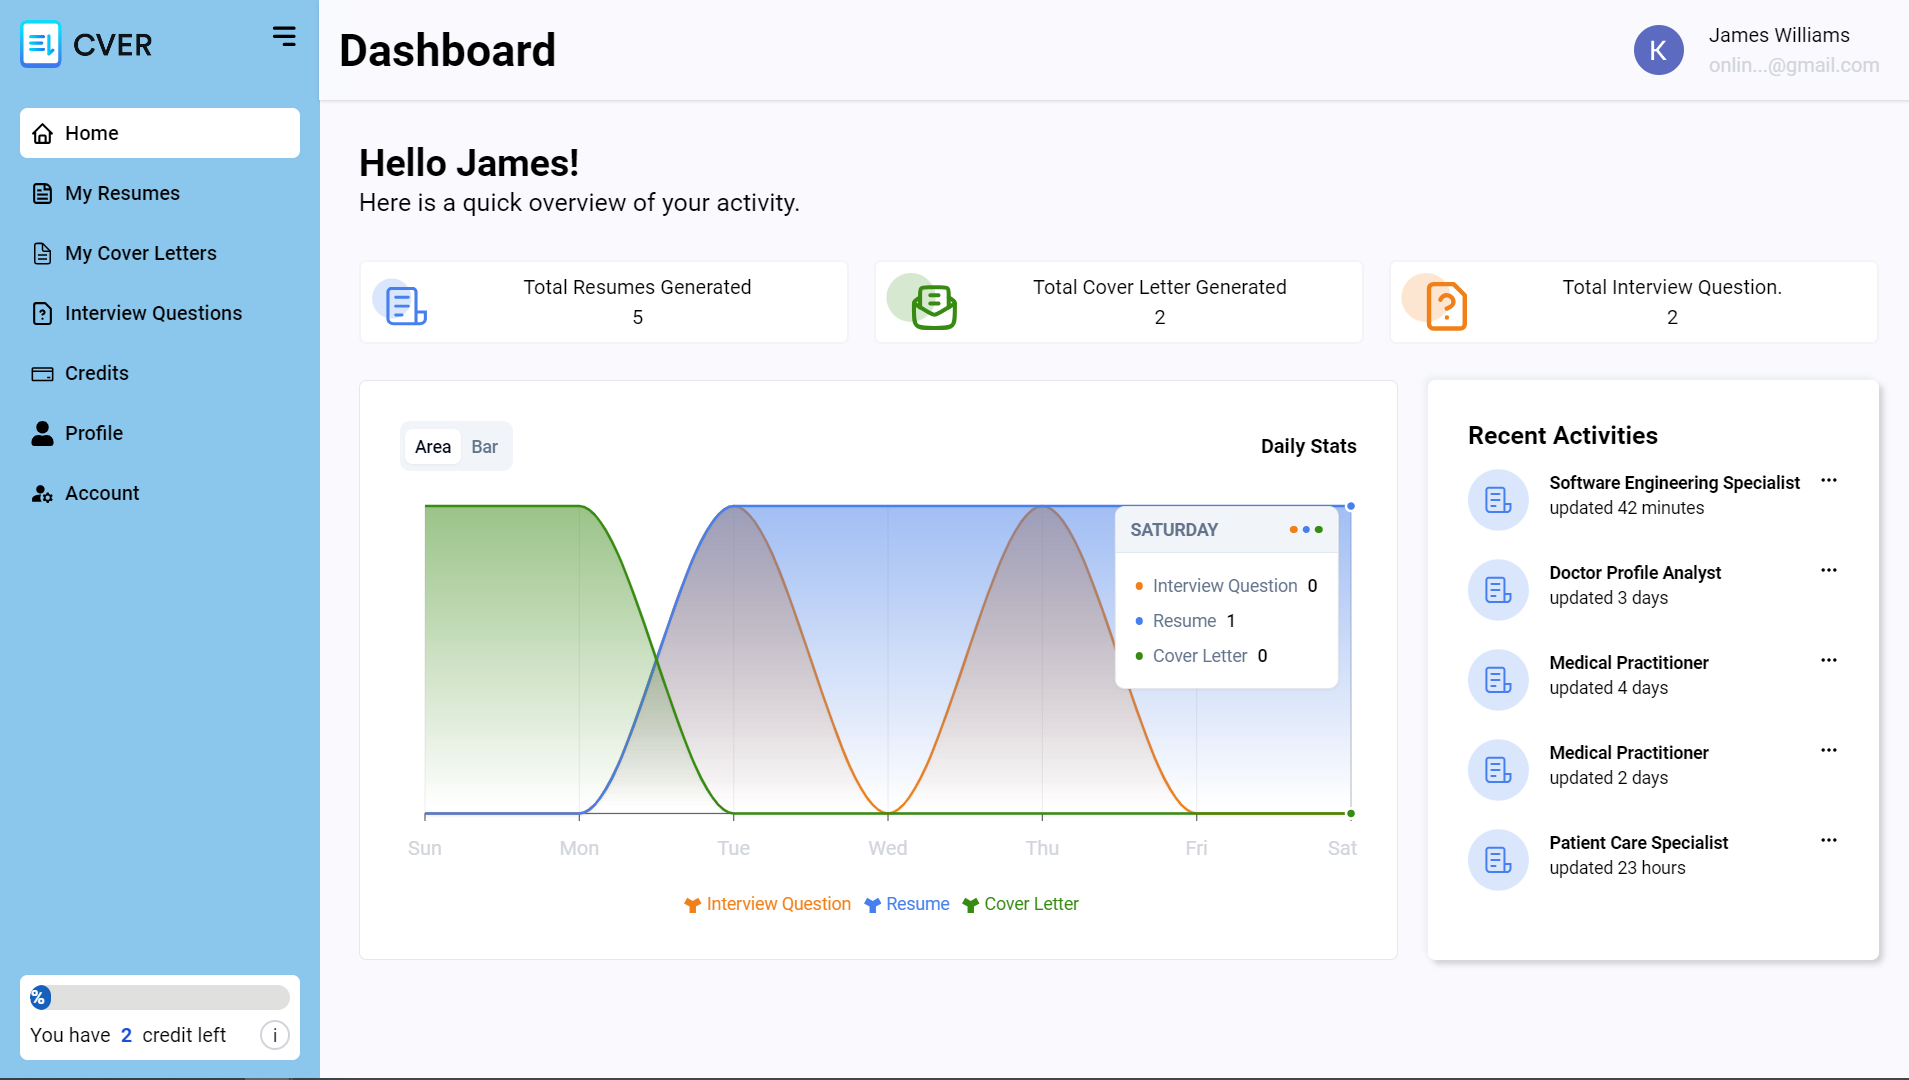 CVER
Home
My Resumes
My Cover Letters
Interview Questions
Credits
Profile
Account
%
You have 2 credit left
i
Dashboard
K
James Williams
onlin...@gmail.com
Hello James!
Here is a quick overview of your activity.
Total Resumes Generated
5
Total Cover Letter Generated
2
Total Interview Question.
2
Area Bar
Daily Stats
SATURDAY
Interview Question 0
Resume 1
Cover Letter 0
Sun Mon Tue Wed Thu Fri Sat
Interview Question Resume Cover Letter
Recent Activities
Software Engineering Specialist
updated 42 minutes
Doctor Profile Analyst
updated 3 days
Medical Practitioner
updated 4 days
Medical Practitioner
updated 2 days
Patient Care Specialist
updated 23 hours